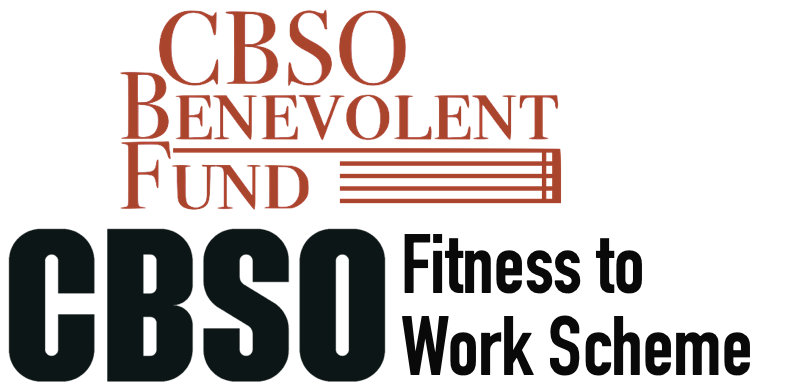 CBSO
BENEVOLENT
FUND
CBSO
Fitness to
Work Scheme